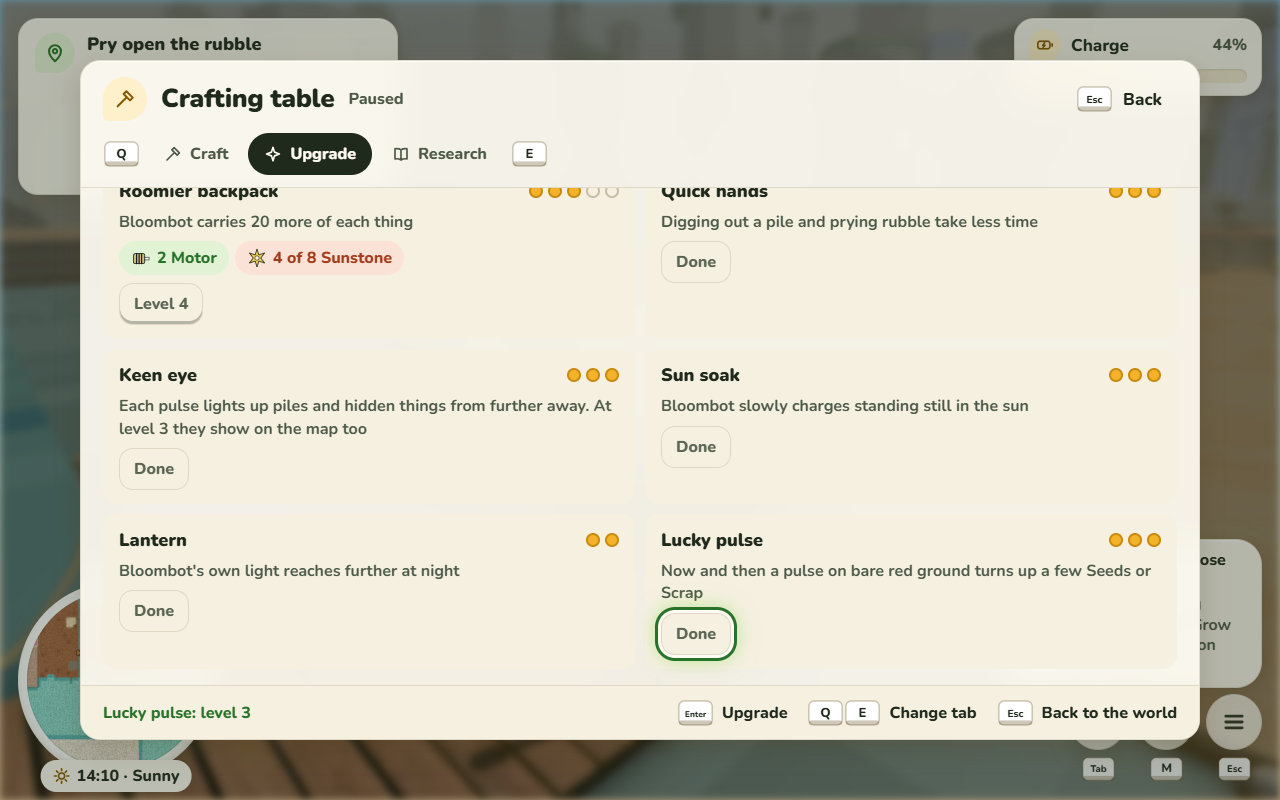 Pry open the rubble
Charge 44%
Crafting table Paused
Esc Back
Q Craft Upgrade Research E
Roomier backpack
Bloombot carries 20 more of each thing
2 Motor 4 of 8 Sunstone
Level 4
Quick hands
Digging out a pile and prying rubble take less time
Done
Keen eye
Each pulse lights up piles and hidden things from further away. At
level 3 they show on the map too
Done
Sun soak
Bloombot slowly charges standing still in the sun
Done
Lantern
Bloombot's own light reaches further at night
Done
Lucky pulse
Now and then a pulse on bare red ground turns up a few Seeds or
Scrap
Done
Lucky pulse: level 3
Enter Upgrade Q E Change tab Esc Back to the world
14:10 · Sunny
Tab M Esc